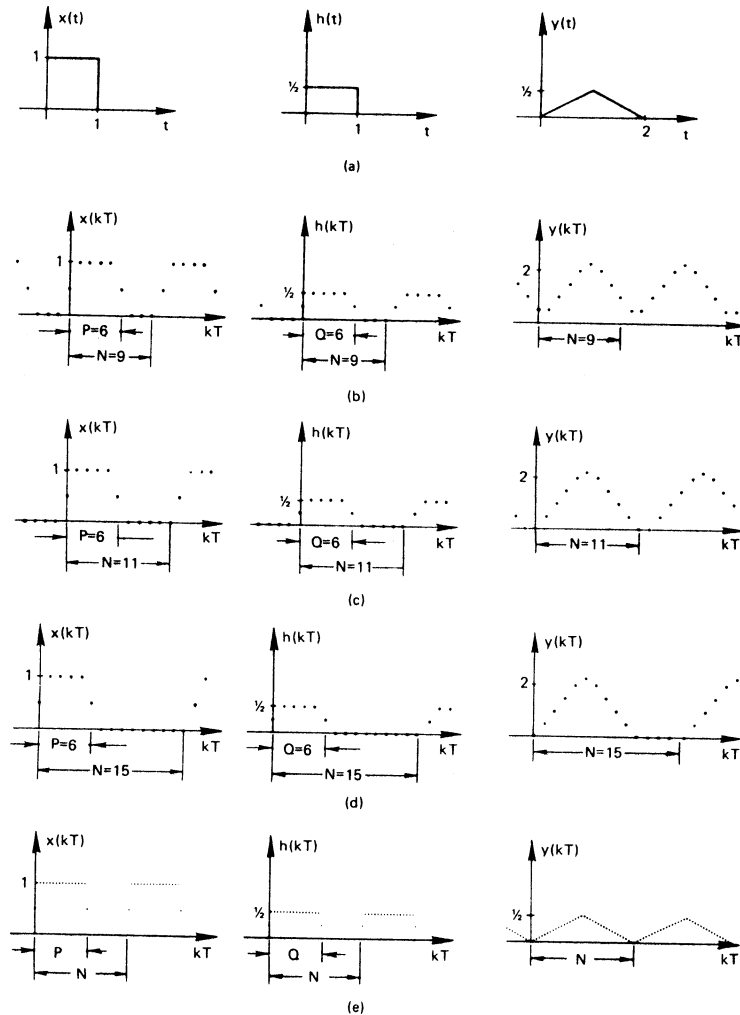 x(t)
1
1
t
h(t)
½
1
t
y(t)
½
2
t
(a)
x(kT)
1
P=6
kT
N=9
h(kT)
½
Q=6
kT
N=9
y(kT)
2
N=9
kT
(b)
x(kT)
1
P=6
kT
N=11
h(kT)
½
Q=6
kT
N=11
y(kT)
2
N=11
kT
(c)
x(kT)
1
P=6
kT
N=15
h(kT)
½
Q=6
kT
N=15
y(kT)
2
N=15
kT
(d)
x(kT)
1
P
kT
N
h(kT)
½
Q
kT
N
y(kT)
½
N
kT
(e)